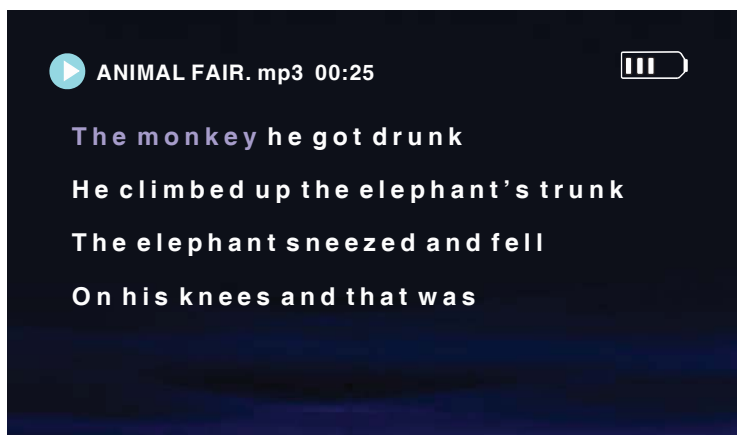 ANIMAL FAIR. mp3 00:25
The monkey he got drunk
He climbed up the elephant’s trunk
The elephant sneezed and fell
On his knees and that was